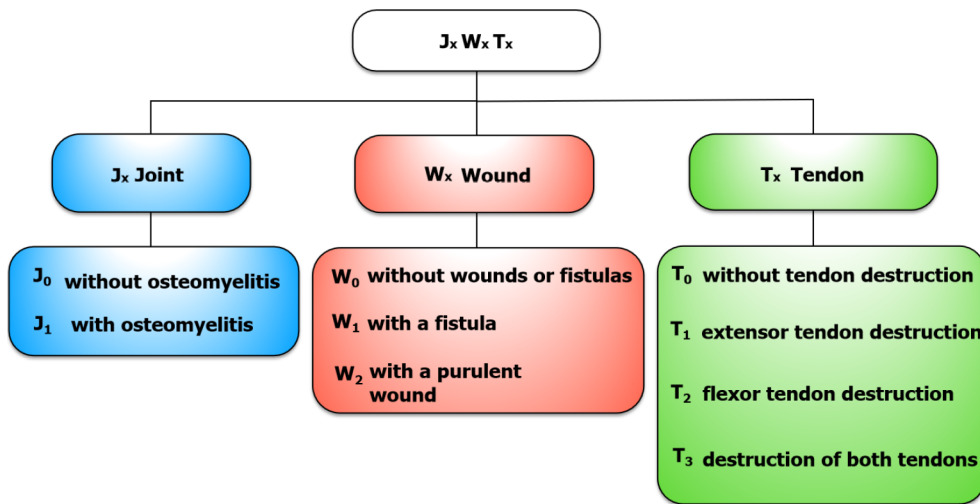 Jx Wx Tx
Jx Joint
Wx Wound
Tx Tendon
J0 without osteomyelitis
J1 with osteomyelitis
W0 without wounds or fistulas
W1 with a fistula
W2 with a purulent
wound
T0 without tendon destruction
T1 extensor tendon destruction
T2 flexor tendon destruction
T3 destruction of both tendons